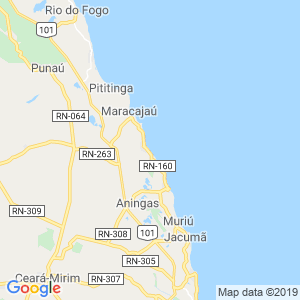 Rio do Fogo
101
Punaú
Pititinga
Maracajaú
RN-064
RN-263
RN-160
Aningas
RN-309
Muriú
RN-308
101
Jacumã
RN-305
Ceará-Mirim
RN-307
Google
Map data ©2019